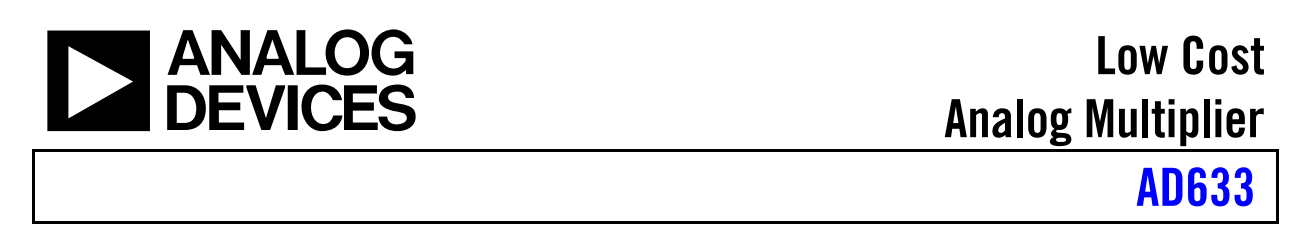 ANALOG
DEVICES
Low Cost
Analog Multiplier
AD633